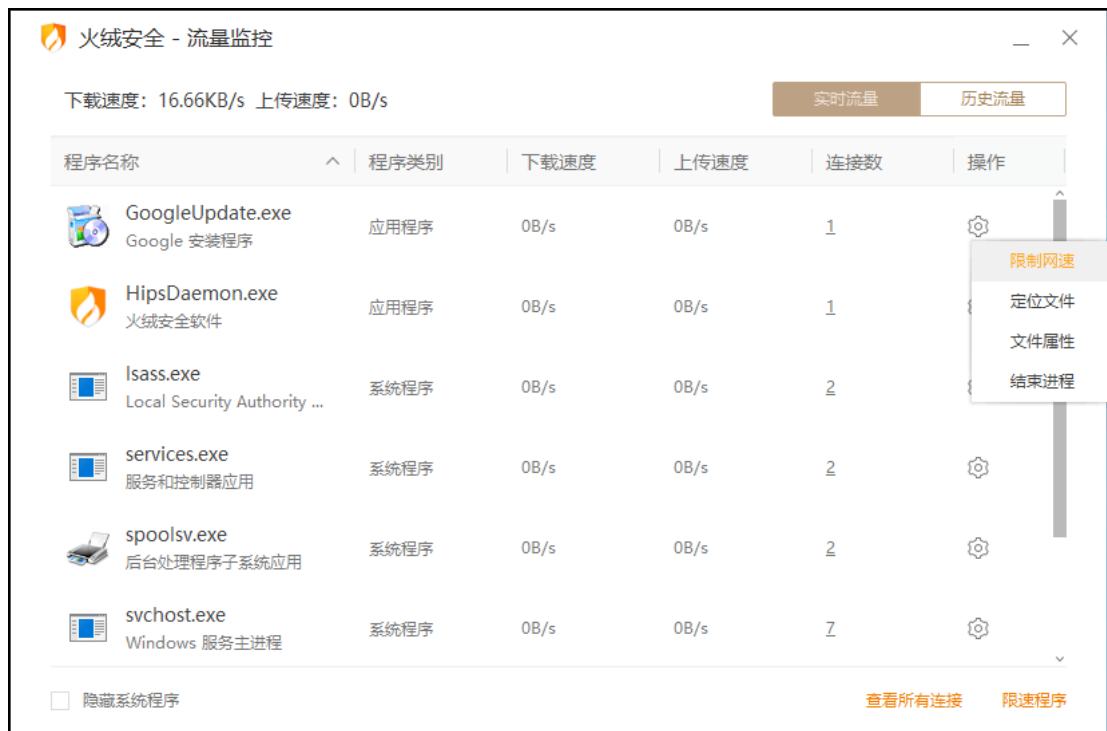 火绒安全 - 流量监控
下载速度：16.66KB/s 上传速度：0B/s
实时流量 历史流量
程序名称 程序类别 下载速度 上传速度 连接数 操作
GoogleUpdate.exe
Google 安装程序
应用程序 0B/s 0B/s 1
限制网速
定位文件
文件属性
结束进程
HipsDaemon.exe
火绒安全软件
应用程序 0B/s 0B/s 1
lsass.exe
Local Security Authority ...
系统程序 0B/s 0B/s 2
services.exe
服务和控制器应用
系统程序 0B/s 0B/s 2
spoolsv.exe
后台处理程序子系统应用
系统程序 0B/s 0B/s 2
svchost.exe
Windows 服务主进程
系统程序 0B/s 0B/s 7
隐藏系统程序 查看所有连接 限速程序